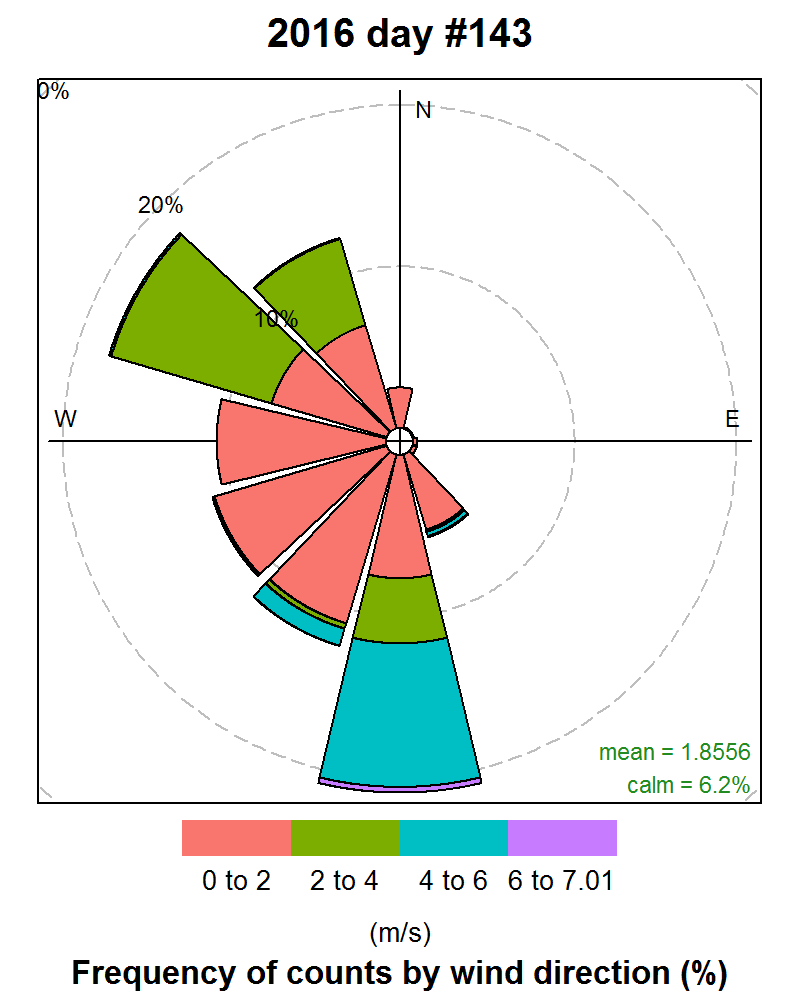 2016 day #143
0%
N
20%
10%
W
E
mean = 1.8556
calm = 6.2%
0 to 2
2 to 4
4 to 6
6 to 7.01
(m/s)
Frequency of counts by wind direction (%)